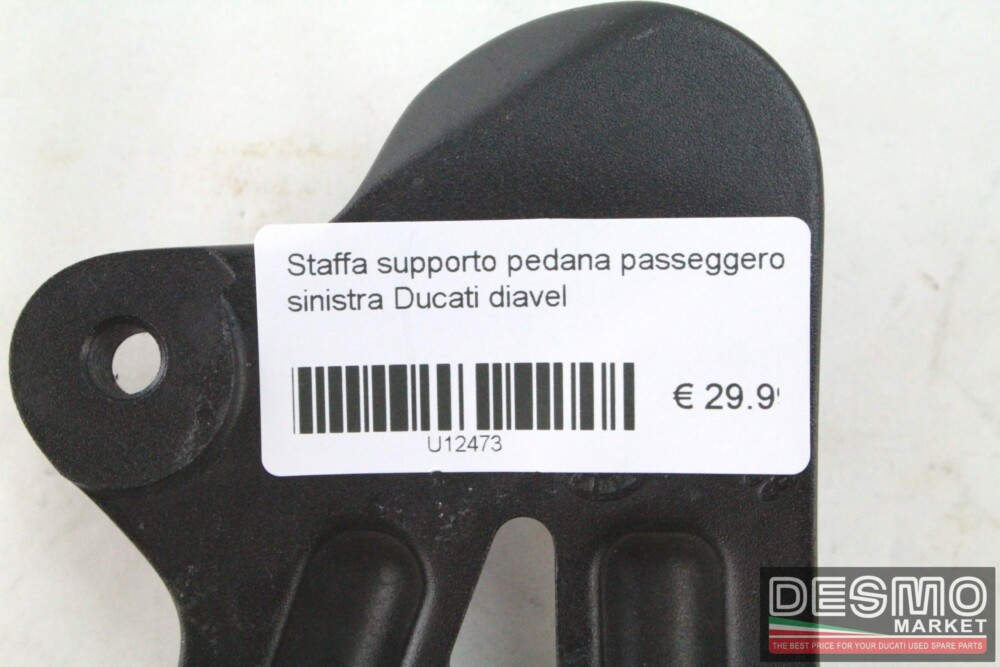 Staffa supporto pedana passeggero
sinistra Ducati diavel
€ 29.9
U12473
DESMO
MARKET
THE BEST PRICE FOR YOUR DUCATI USED SPARE PARTS